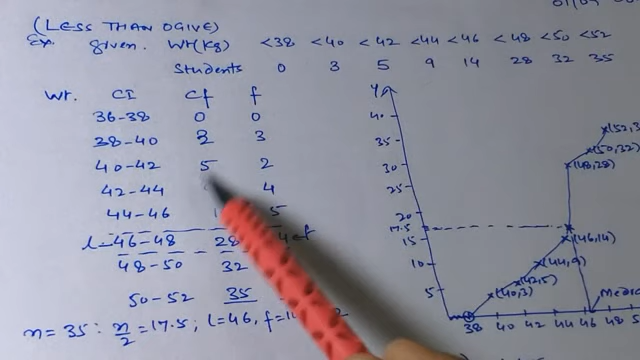 (LESS THAN OGIVE)
Ex. given. Wt(Kg) <38 <40 <42 <44 <46 <48 <50 <52
Students 0 3 5 9 14 28 32 35
Wt. CI Cf f
36-38 0 0
38-40 3 3
40-42 5 2
42-44 4
44-46 5
l-46-48 28 cf
48-50 32
50-52 35
n=35: n/2=17.5; l=46, f=1
Y
40
35
30
25
20
17.5
15
10
5
(52,3
(50,32)
(48,28)
(46,14)
(44,9)
(42,5)
(40,3)
38 40 42 44 46 48 5